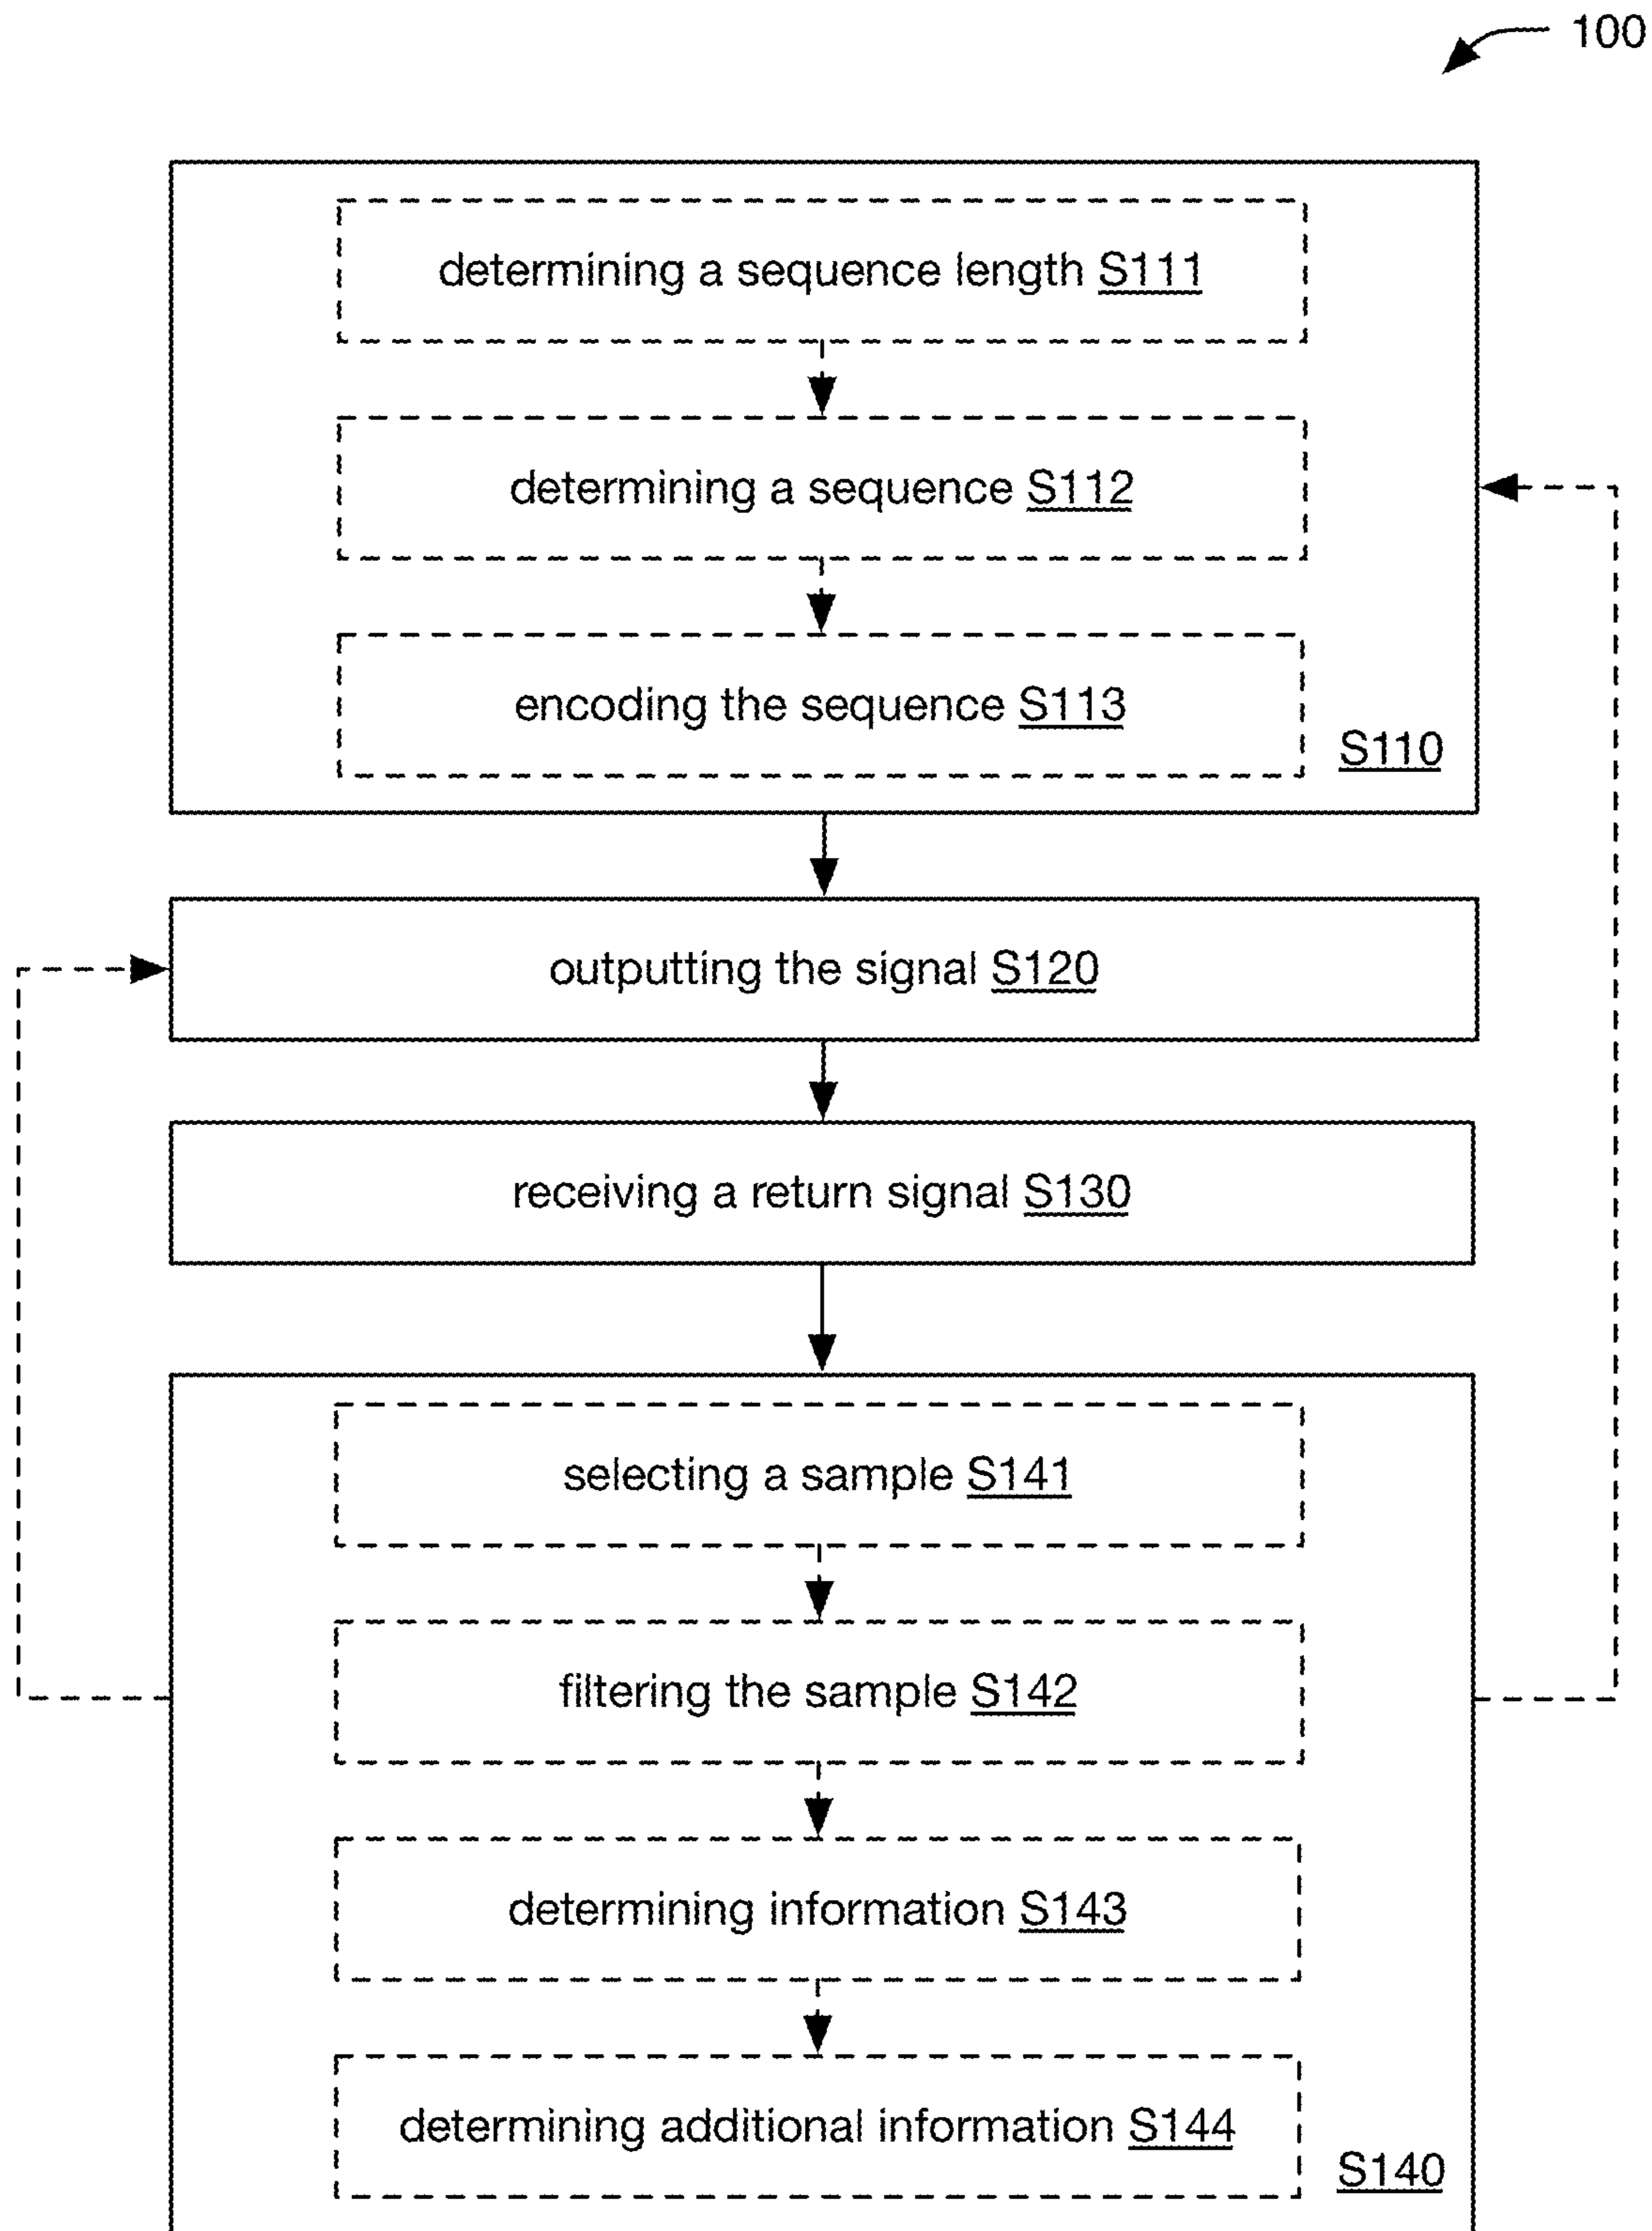 100
determining a sequence length S111
determining a sequence S112
encoding the sequence S113
S110
outputting the signal S120
receiving a return signal S130
selecting a sample S141
filtering the sample S142
determining information S143
determining additional information S144
S140